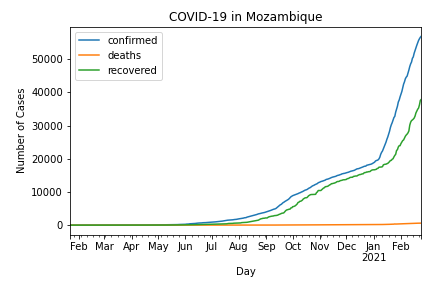 COVID-19 in Mozambique
confirmed
deaths
recovered
Number of Cases
50000
40000
30000
20000
10000
0
Feb Mar Apr May Jun Jul Aug Sep Oct Nov Dec Jan Feb
2021
Day